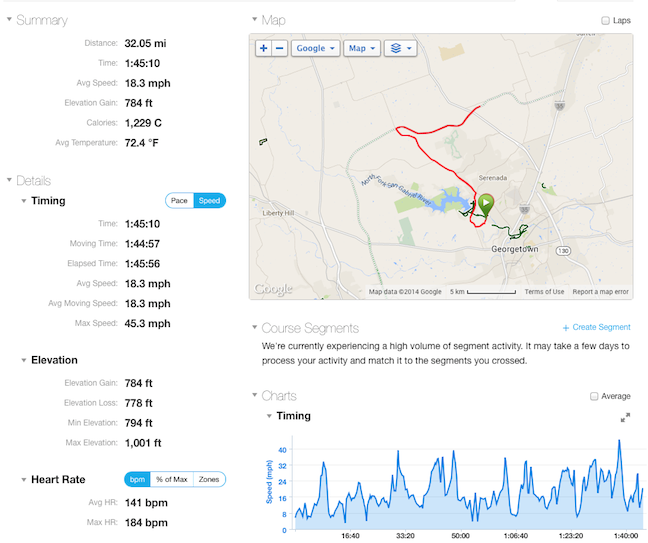 Summary
Distance: 32.05 mi
Time: 1:45:10
Avg Speed: 18.3 mph
Elevation Gain: 784 ft
Calories: 1,229 C
Avg Temperature: 72.4 °F
Details
Timing Pace Speed
Time: 1:45:10
Moving Time: 1:44:57
Elapsed Time: 1:45:56
Avg Speed: 18.3 mph
Avg Moving Speed: 18.3 mph
Max Speed: 45.3 mph
Elevation
Elevation Gain: 784 ft
Elevation Loss: 778 ft
Min Elevation: 794 ft
Max Elevation: 1,001 ft
Heart Rate bpm % of Max Zones
Avg HR: 141 bpm
Max HR: 184 bpm
Map Laps
+ − Google Map
35
North Fork San Gabriel River
Serenada
Liberty Hill
35
Georgetown
130
Google Map data ©2014 Google 5 km Terms of Use Report a map error
Course Segments + Create Segment
We're currently experiencing a high volume of segment activity. It may take a few days to
process your activity and match it to the segments you crossed.
Charts Average
Timing
Speed (mph)
40
32
24
16
8
0
16:40 33:20 50:00 1:06:40 1:23:20 1:40:00